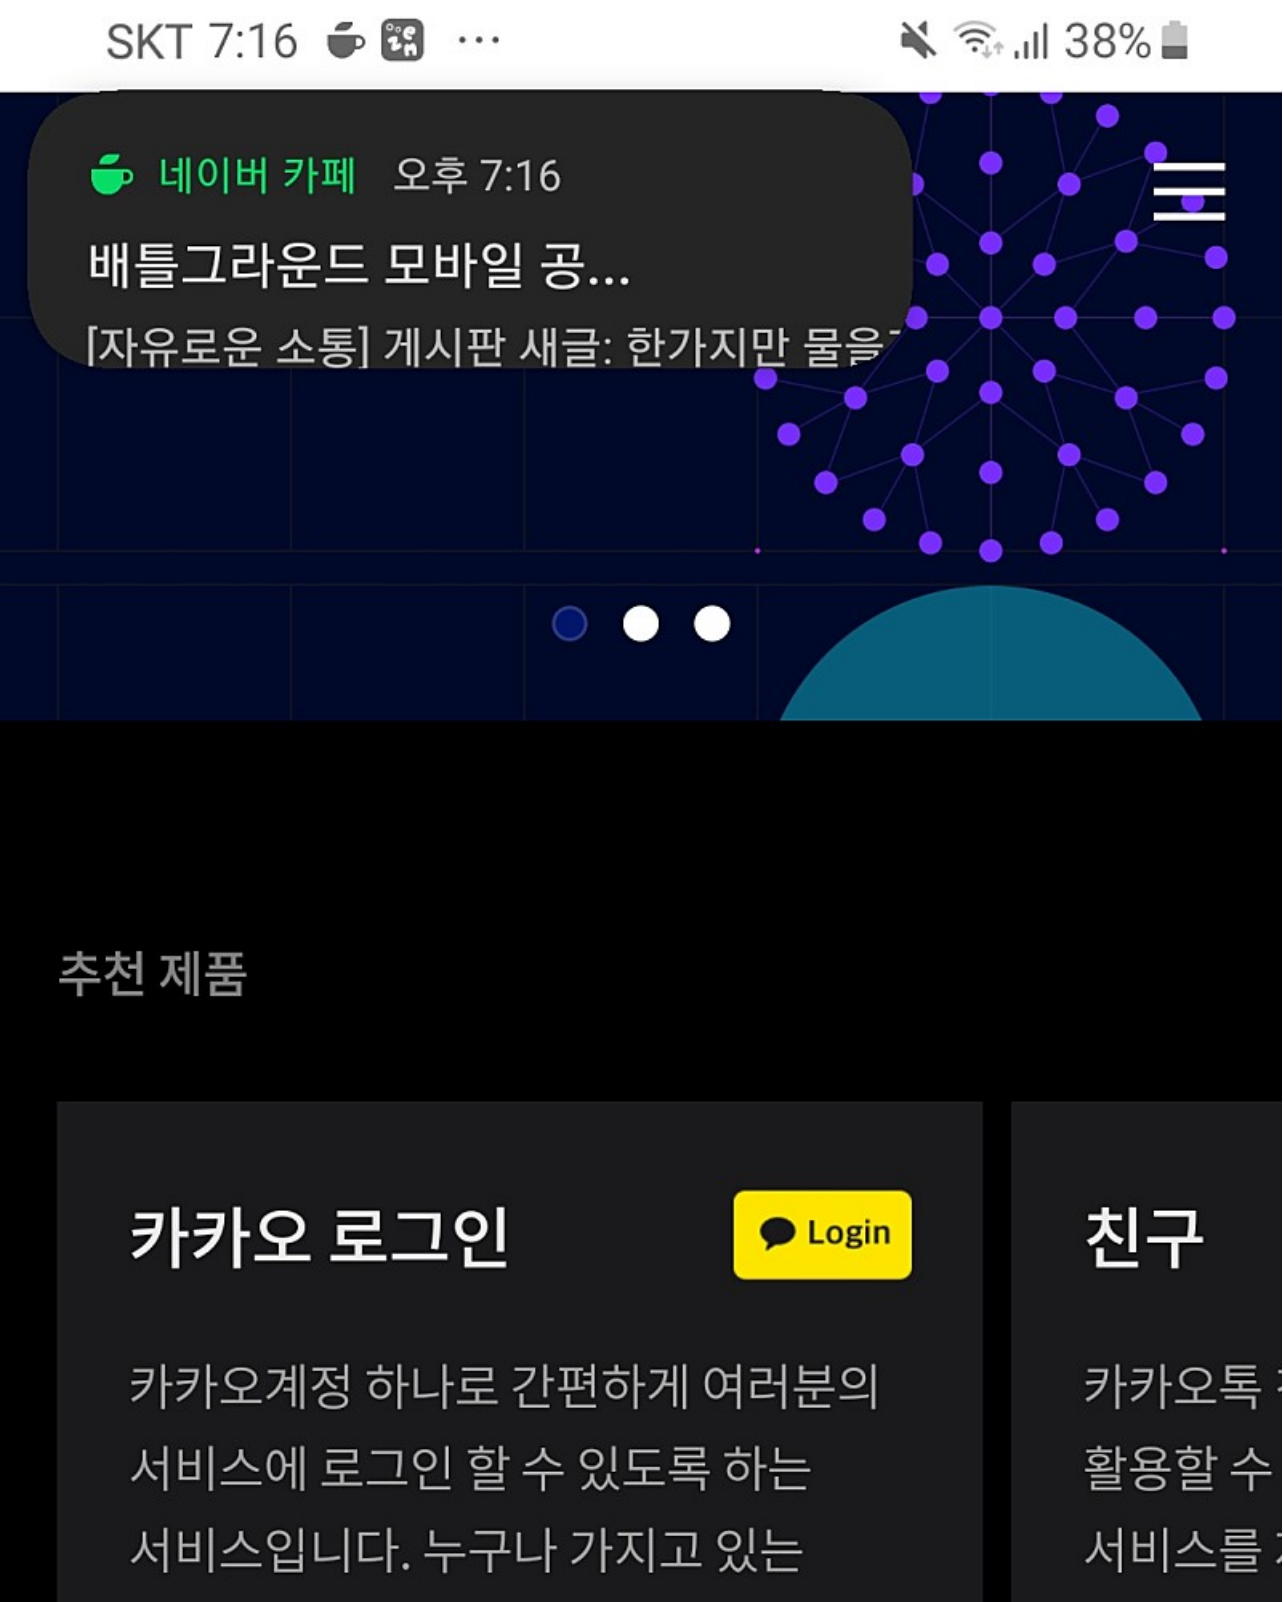 SKT 7:16 ... 38%
네이버 카페 오후 7:16
배틀그라운드 모바일 공...
[자유로운 소통] 게시판 새글: 한가지만
추천 제품
카카오 로그인
Login
카카오계정 하나로 간편하게 여러분의
서비스에 로그인 할 수 있도록 하는
서비스입니다. 누구나 가지고 있는
친구
카카오톡
활용할 수
서비스를